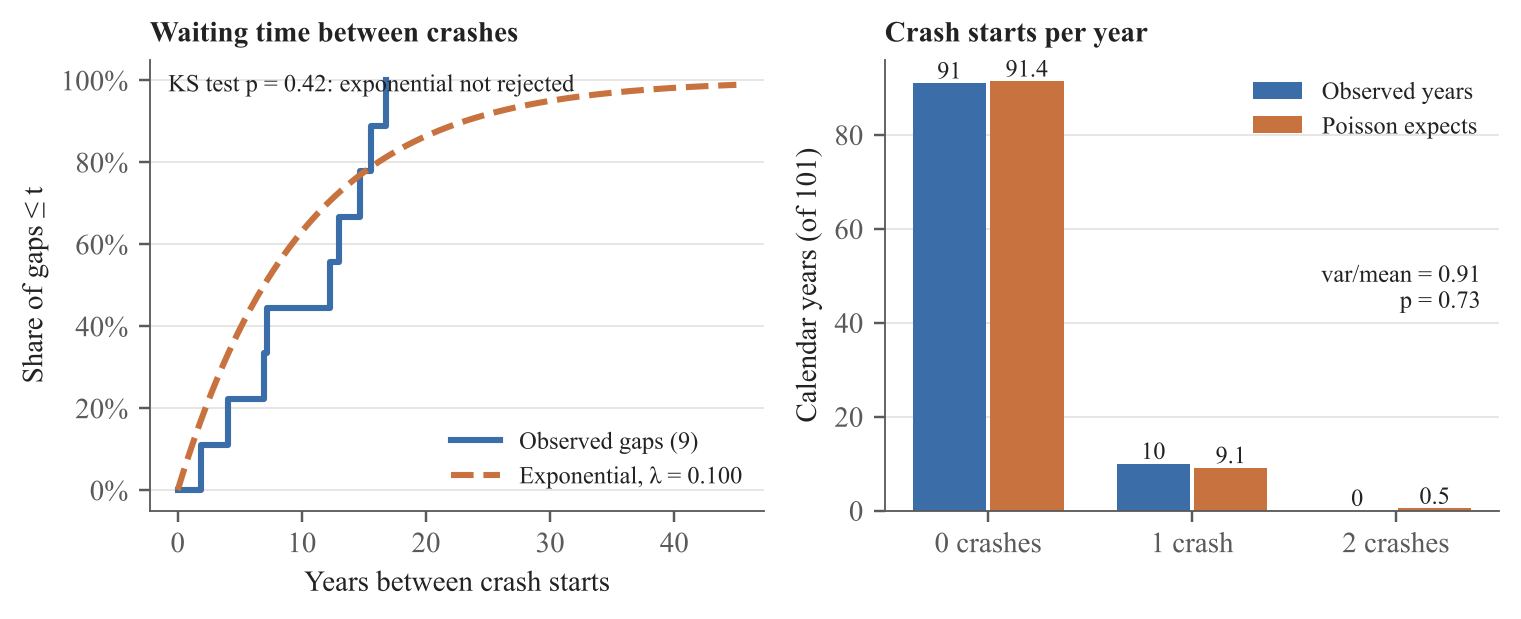 Waiting time between crashes
KS test p = 0.42: exponential not rejected
100%
80%
60%
40%
20%
0%
Share of gaps ≤ t
Observed gaps (9)
Exponential, λ = 0.100
0
10
20
30
40
Years between crash starts
Crash starts per year
91
91.4
Observed years
Poisson expects
80
60
40
20
0
Calendar years (of 101)
var/mean = 0.91
p = 0.73
10
9.1
0
0.5
0 crashes
1 crash
2 crashes